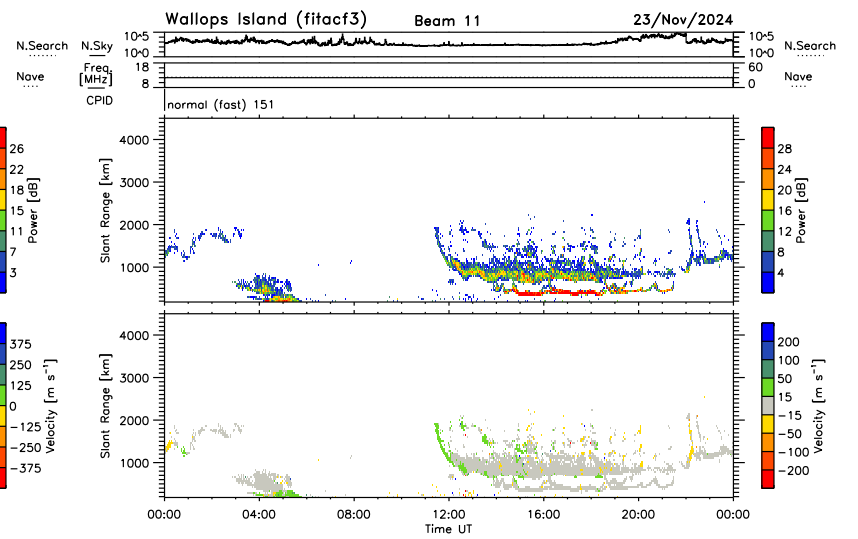 Wallops Island (fitacf3) Beam 11 23/Nov/2024
N.Search N.Sky 10^5 10^0 10^5 10^0 N.Search
Nave Freq. [MHz] 18 8 60 0 Nave
CPID normal (fast) 151
Power [dB] 26 22 18 15 11 7 3
Slant Range [km] 4000 3000 2000 1000
28 24 20 16 12 8 4 Power [dB]
Velocity [m s⁻¹] 375 250 125 0 −125 −250 −375
Slant Range [km] 4000 3000 2000 1000
200 100 50 15 −15 −50 −100 −200 Velocity [m s⁻¹]
00:00 04:00 08:00 12:00 16:00 20:00 00:00
Time UT